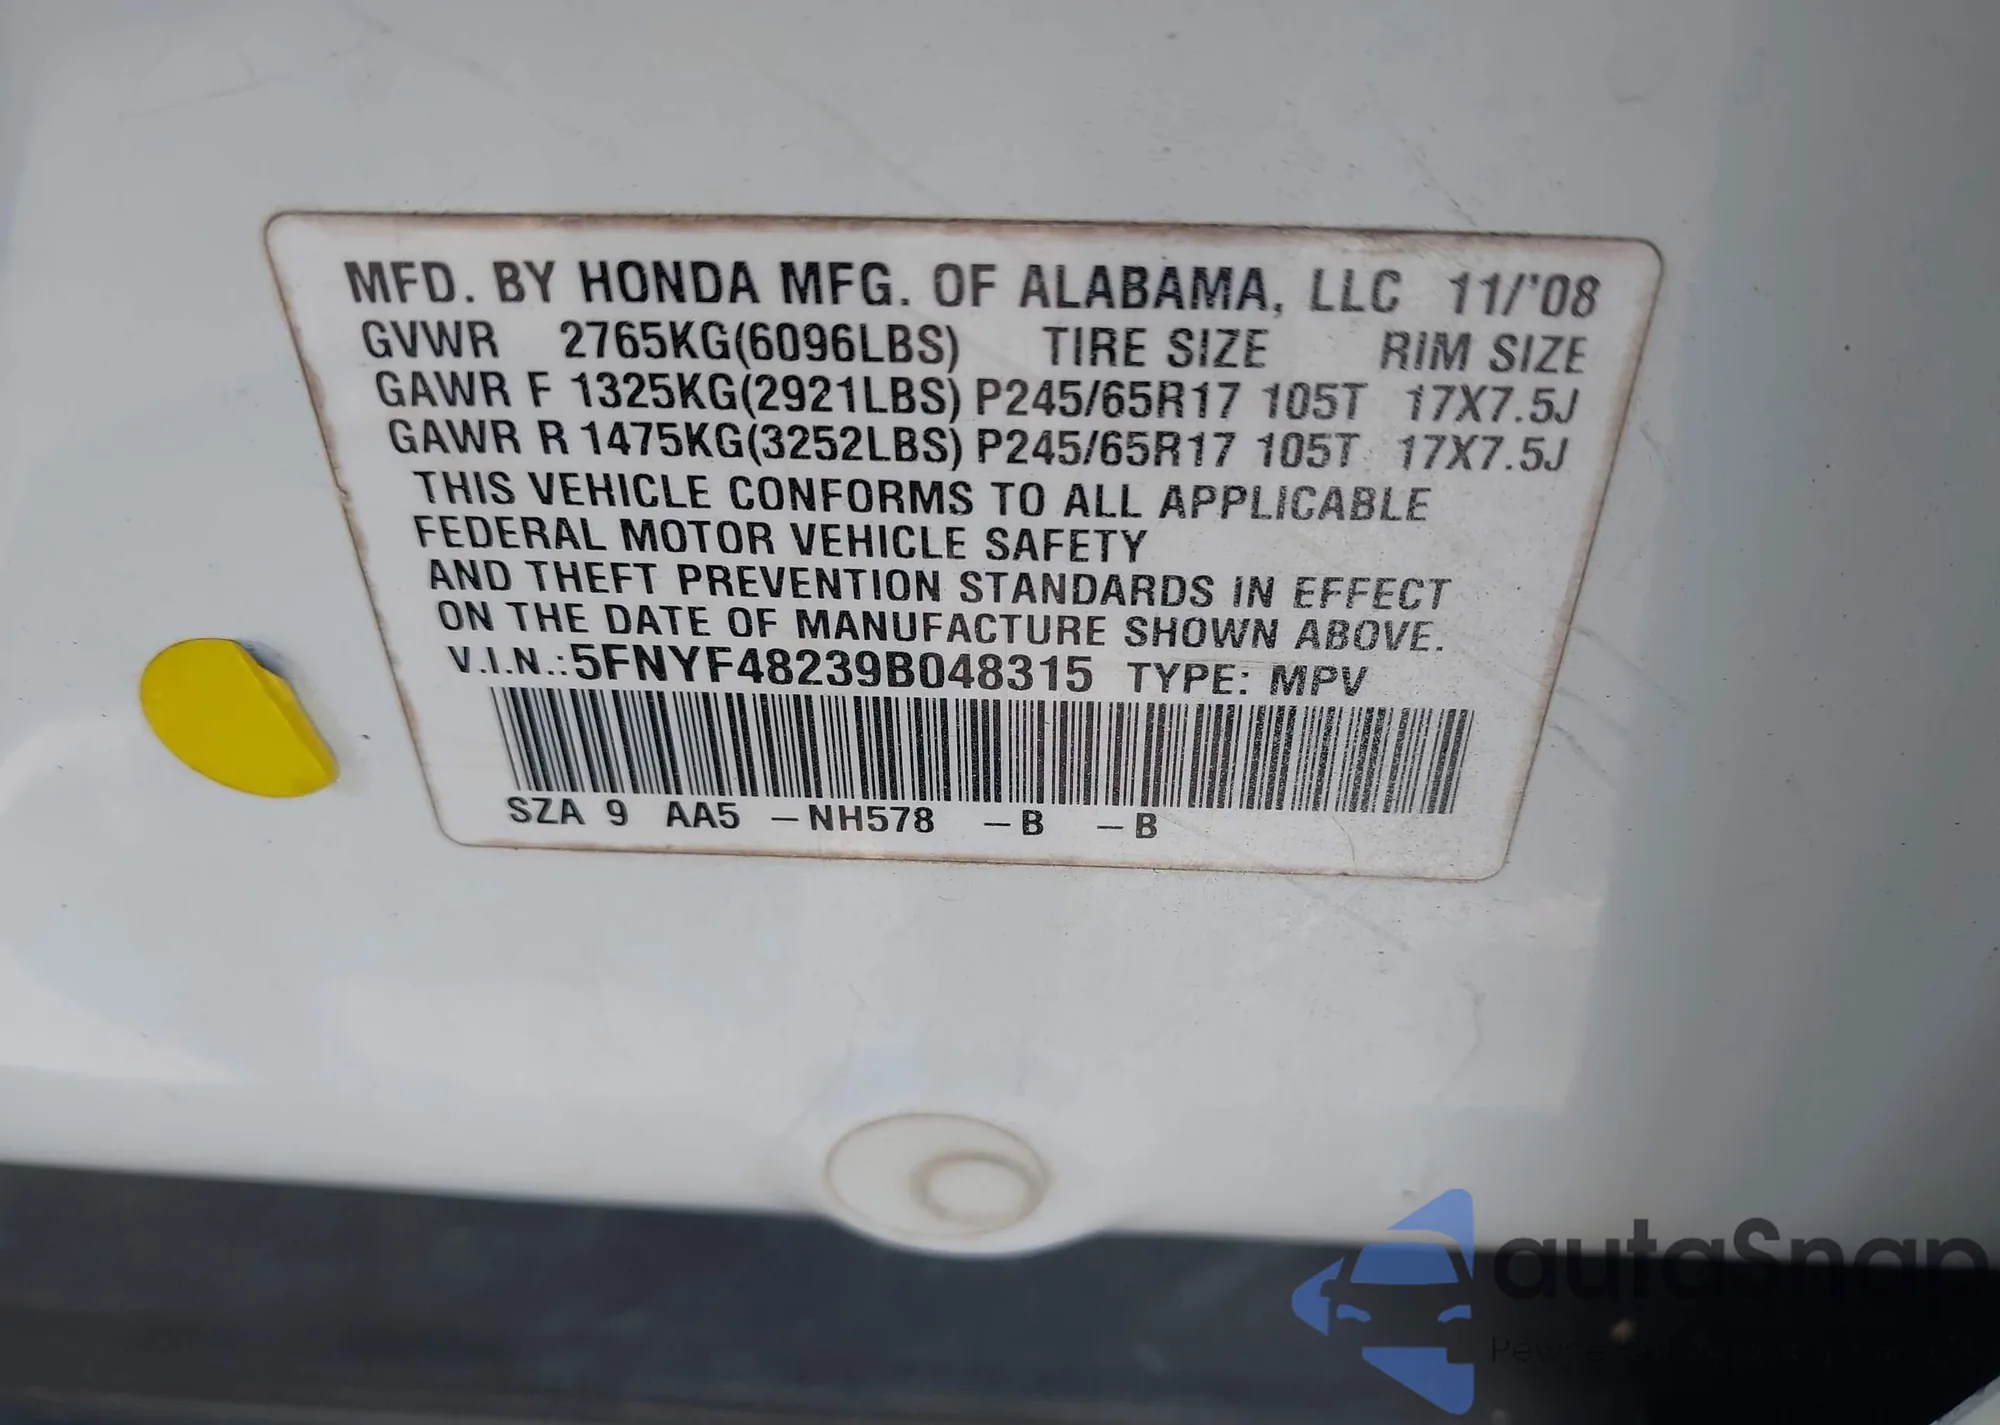 MFD. BY HONDA MFG. OF ALABAMA, LLC 11/'08
GVWR 2765KG(6096LBS) TIRE SIZE RIM SIZE
GAWR F 1325KG(2921LBS) P245/65R17 105T 17X7.5J
GAWR R 1475KG(3252LBS) P245/65R17 105T 17X7.5J
THIS VEHICLE CONFORMS TO ALL APPLICABLE
FEDERAL MOTOR VEHICLE SAFETY
AND THEFT PREVENTION STANDARDS IN EFFECT
ON THE DATE OF MANUFACTURE SHOWN ABOVE.
V.I.N.:5FNYF48239B048315 TYPE: MPV
SZA 9 AA5 –NH578 –B –B
autaSnap